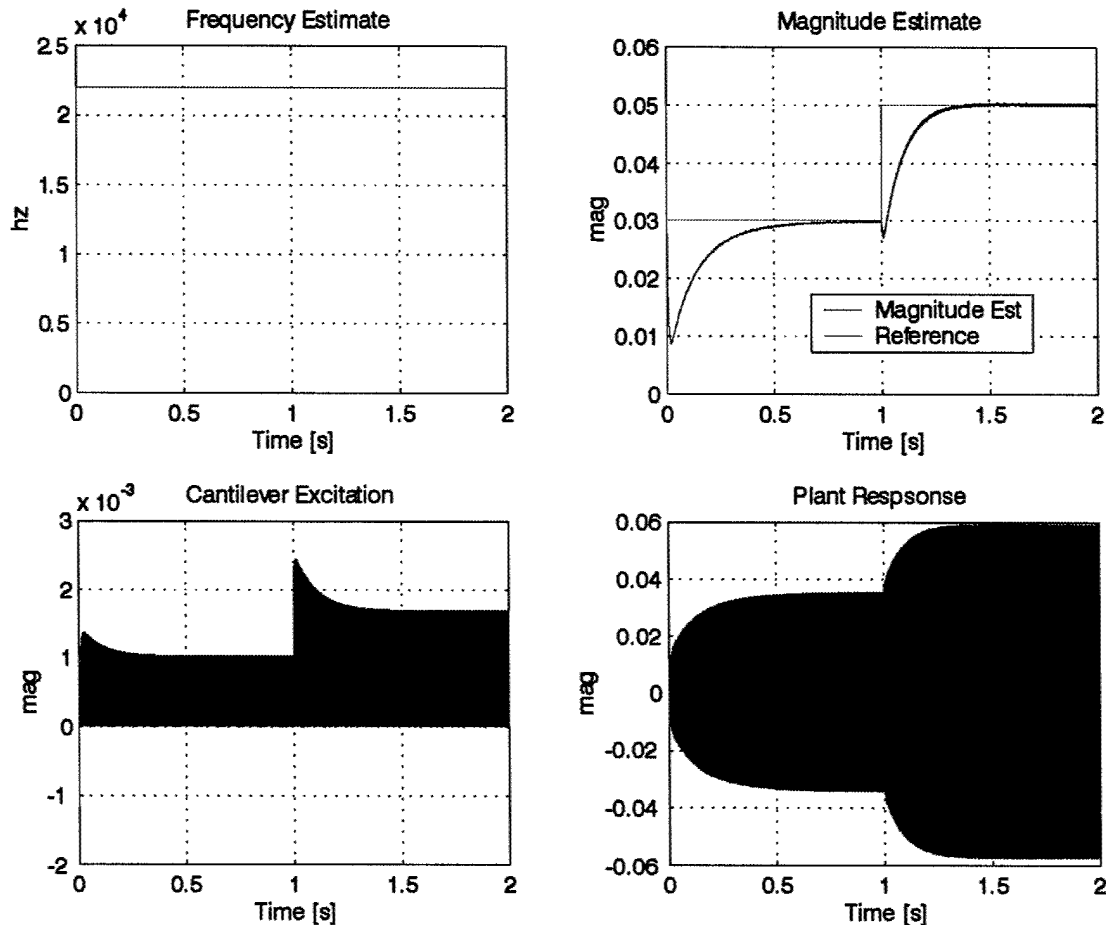 x 10^4
Frequency Estimate
2.5
2
1.5
1
0.5
0
hz
0 0.5 1 1.5 2
Time [s]
Magnitude Estimate
0.06
0.05
0.04
0.03
0.02
0.01
0
mag
Magnitude Est
Reference
0 0.5 1 1.5 2
Time [s]
x 10^-3
Cantilever Excitation
3
2
1
0
-1
-2
mag
0 0.5 1 1.5 2
Time [s]
Plant Respsonse
0.06
0.04
0.02
0
-0.02
-0.04
-0.06
mag
0 0.5 1 1.5 2
Time [s]